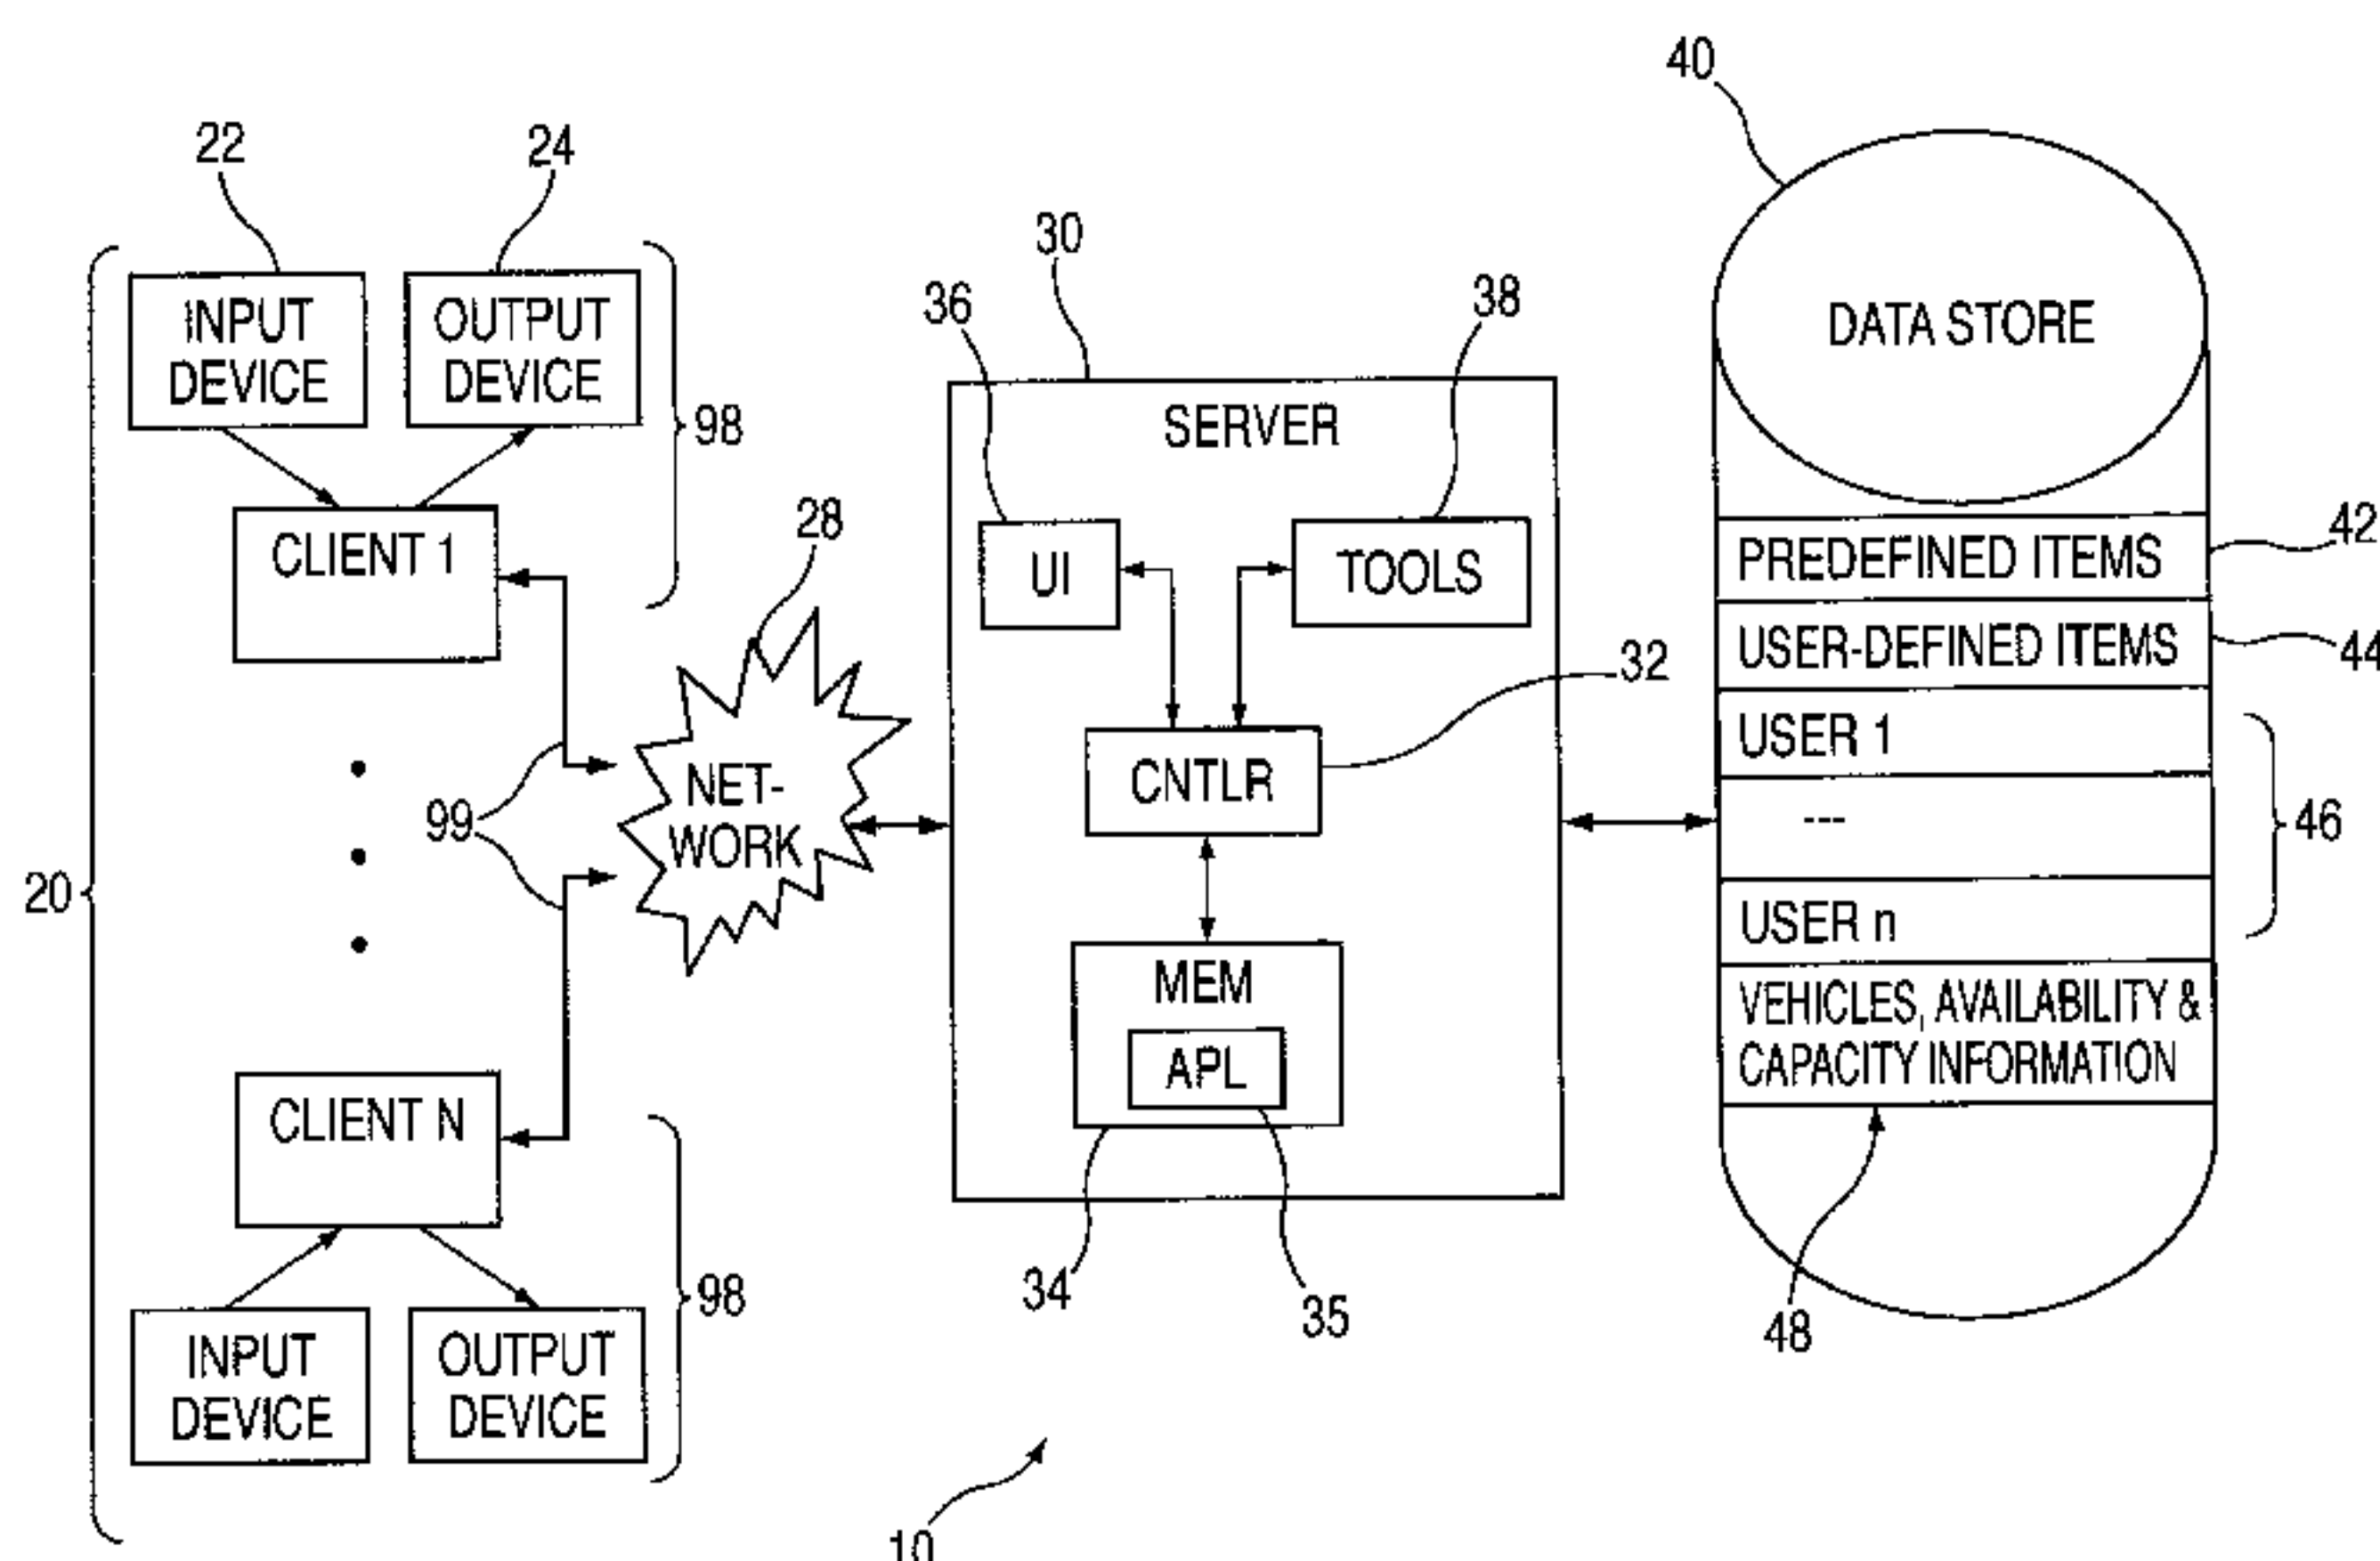 40
22
24
30
36
38
INPUT
DEVICE
OUTPUT
DEVICE
98
DATA STORE
SERVER
CLIENT 1
28
UI
TOOLS
PREDEFINED ITEMS
42
USER-DEFINED ITEMS
44
32
USER 1
NET-
WORK
CNTLR
99
---
46
20
USER n
MEM
APL
VEHICLES, AVAILABILITY &
CAPACITY INFORMATION
CLIENT N
34
35
48
98
INPUT
DEVICE
OUTPUT
DEVICE
10